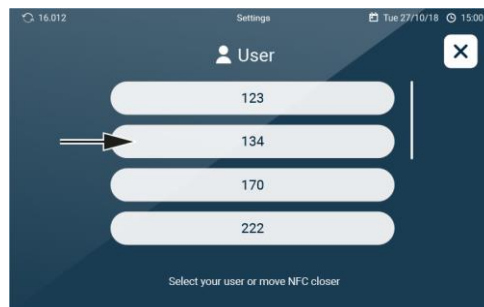 16.012 Settings Tue 27/10/18 15:00
User
123
134
170
222
Select your user or move NFC closer